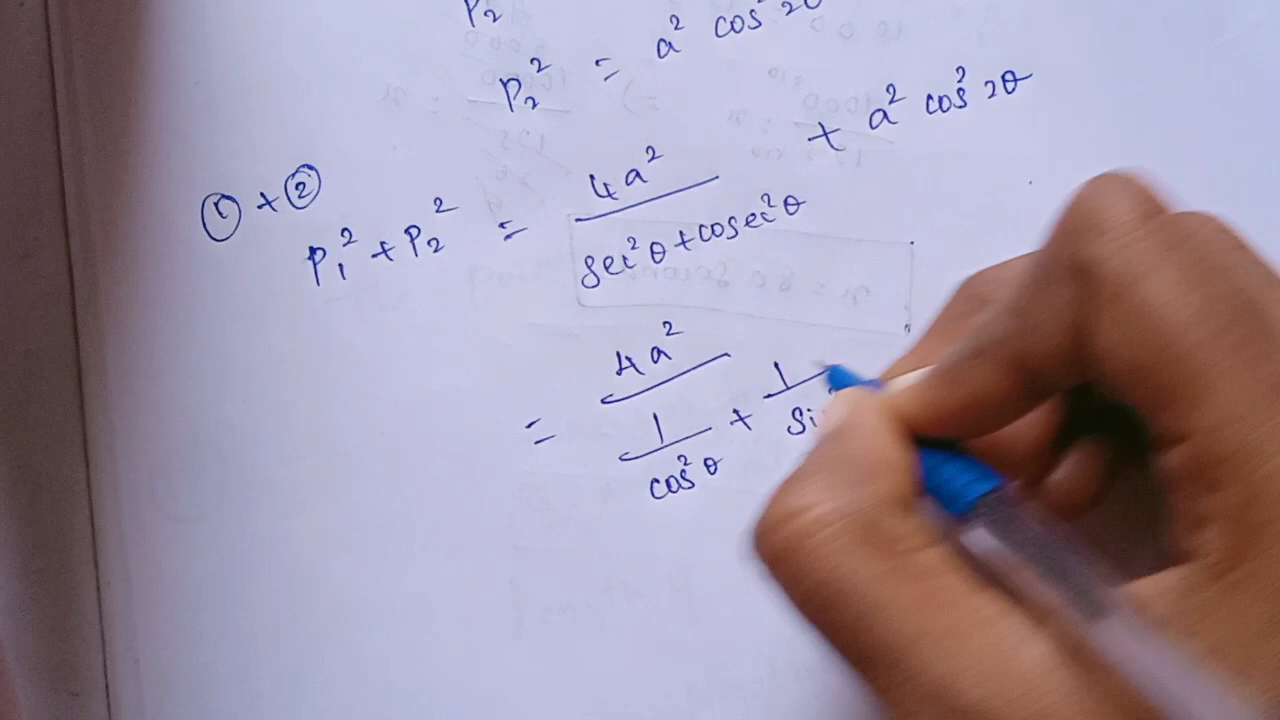 P₂
P₂² = a² cos² 2θ
① + ②
P₁² + P₂² = 4a² / (sec²θ + cosec²θ) + a² cos² 2θ
= 4a² / (1/cos²θ + 1/Si